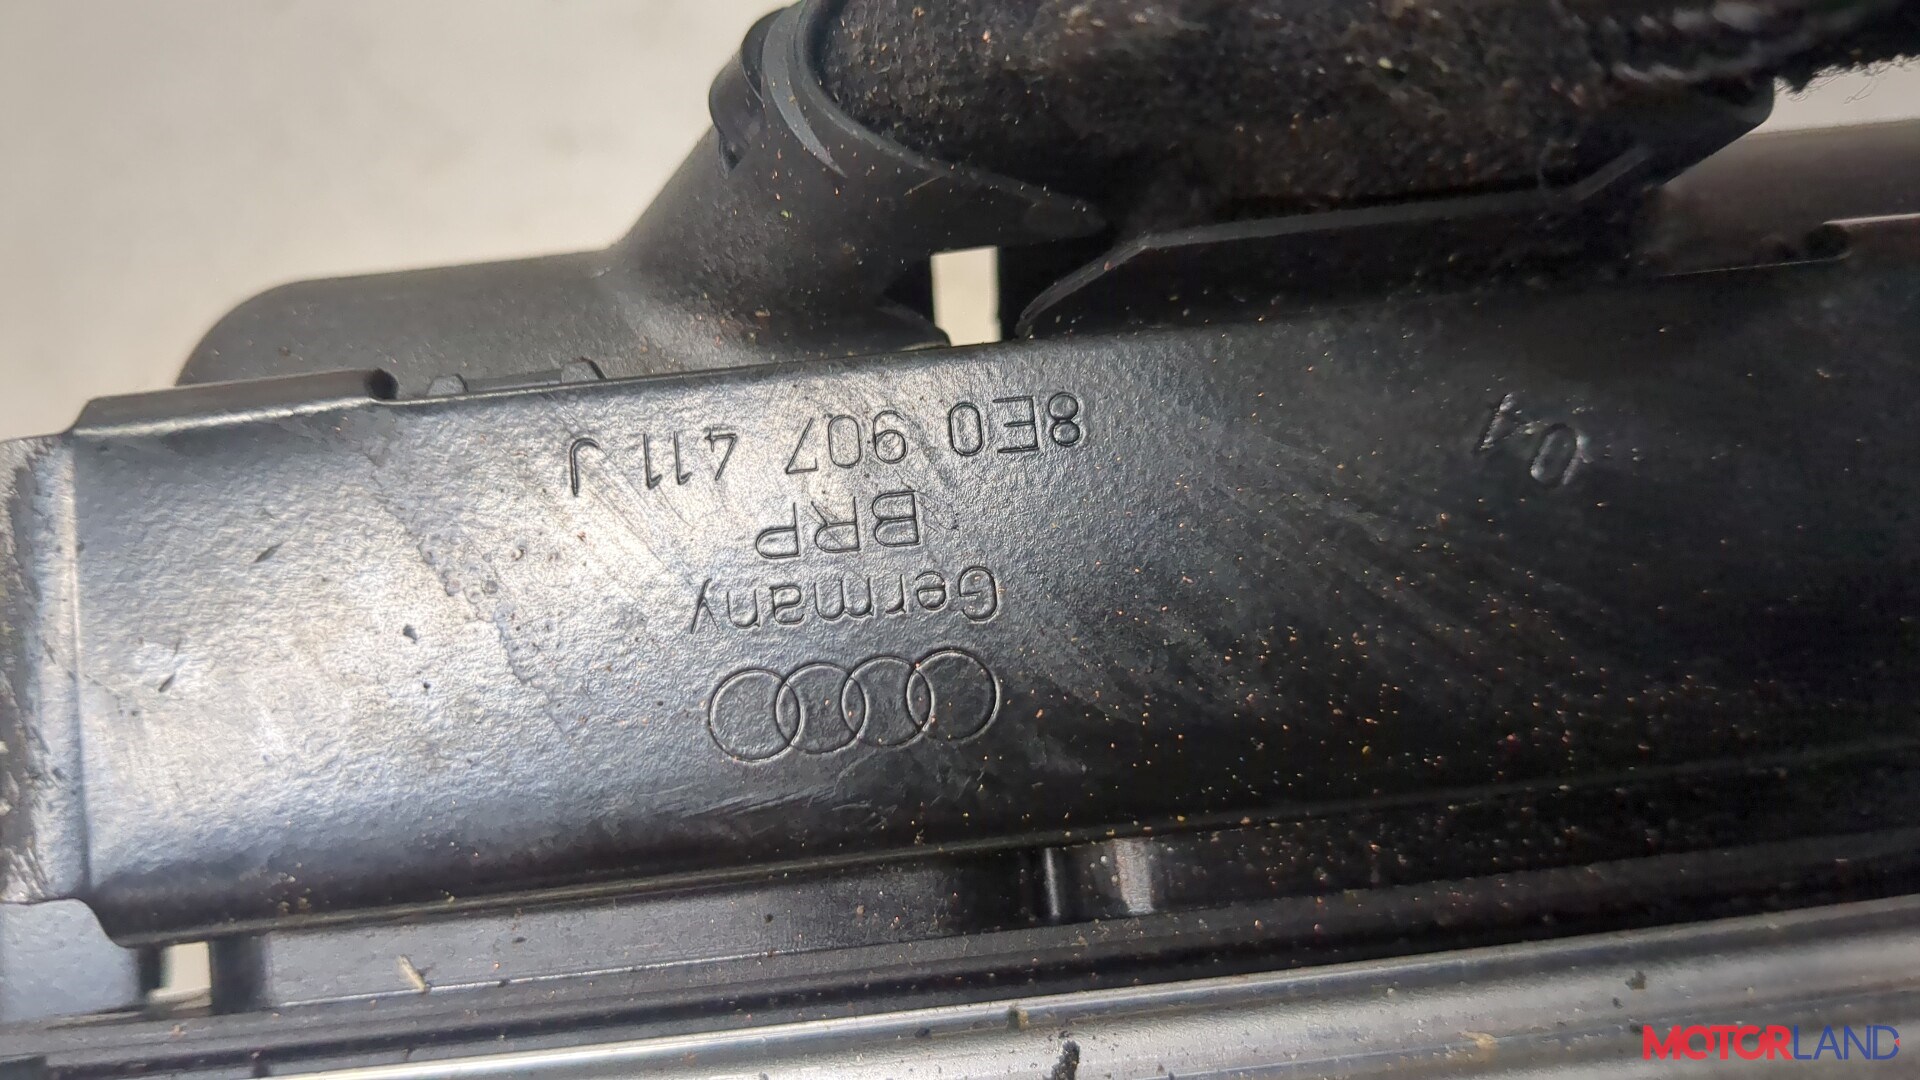 8E0 907 411 J
BRP
Germany
04
MOTORLAND